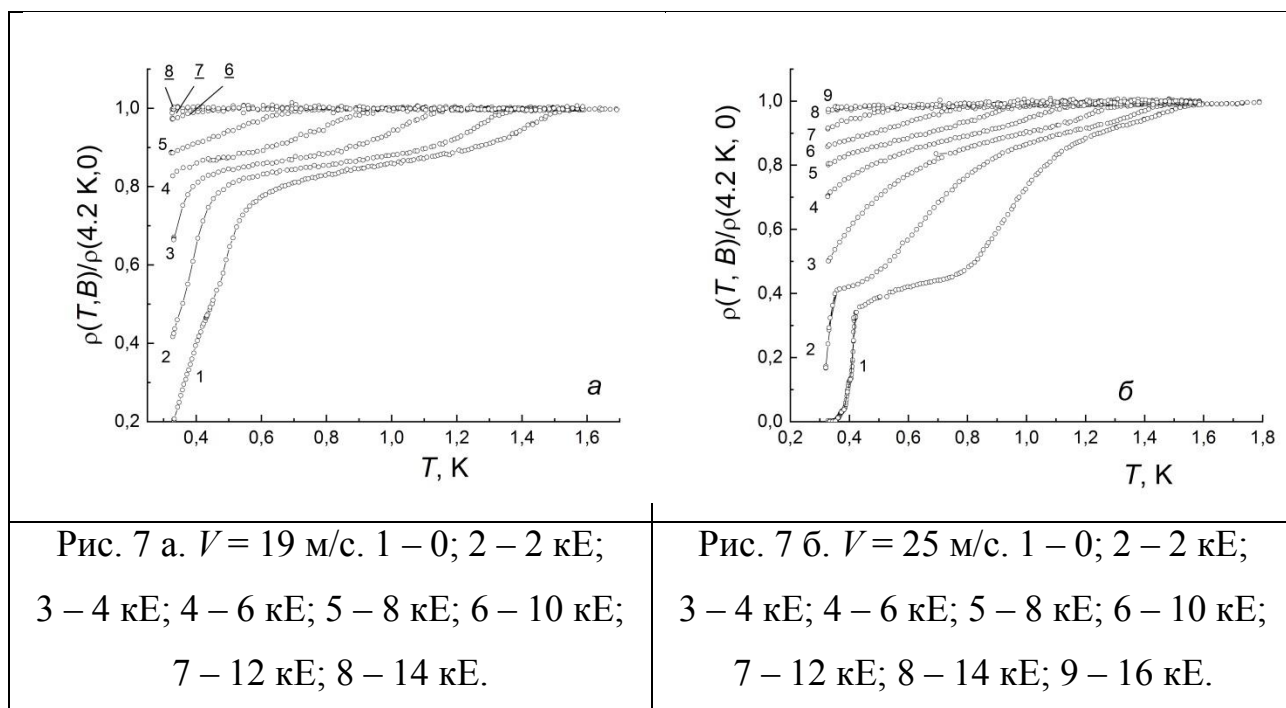 8 7 6
1,0
0,8
0,6
0,4
0,2
5
4
3
2
1
ρ(T,B)/ρ(4.2 K,0)
0,4 0,6 0,8 1,0 1,2 1,4 1,6
T, K
а
9
8
7
6
5
4
3
2
1
1,0
0,8
0,6
0,4
0,2
0,0
ρ(T, B)/ρ(4.2 K, 0)
0,2 0,4 0,6 0,8 1,0 1,2 1,4 1,6 1,8
T, K
б
Рис. 7 а. V = 19 м/с. 1 – 0; 2 – 2 кЕ;
3 – 4 кЕ; 4 – 6 кЕ; 5 – 8 кЕ; 6 – 10 кЕ;
7 – 12 кЕ; 8 – 14 кЕ.
Рис. 7 б. V = 25 м/с. 1 – 0; 2 – 2 кЕ;
3 – 4 кЕ; 4 – 6 кЕ; 5 – 8 кЕ; 6 – 10 кЕ;
7 – 12 кЕ; 8 – 14 кЕ; 9 – 16 кЕ.